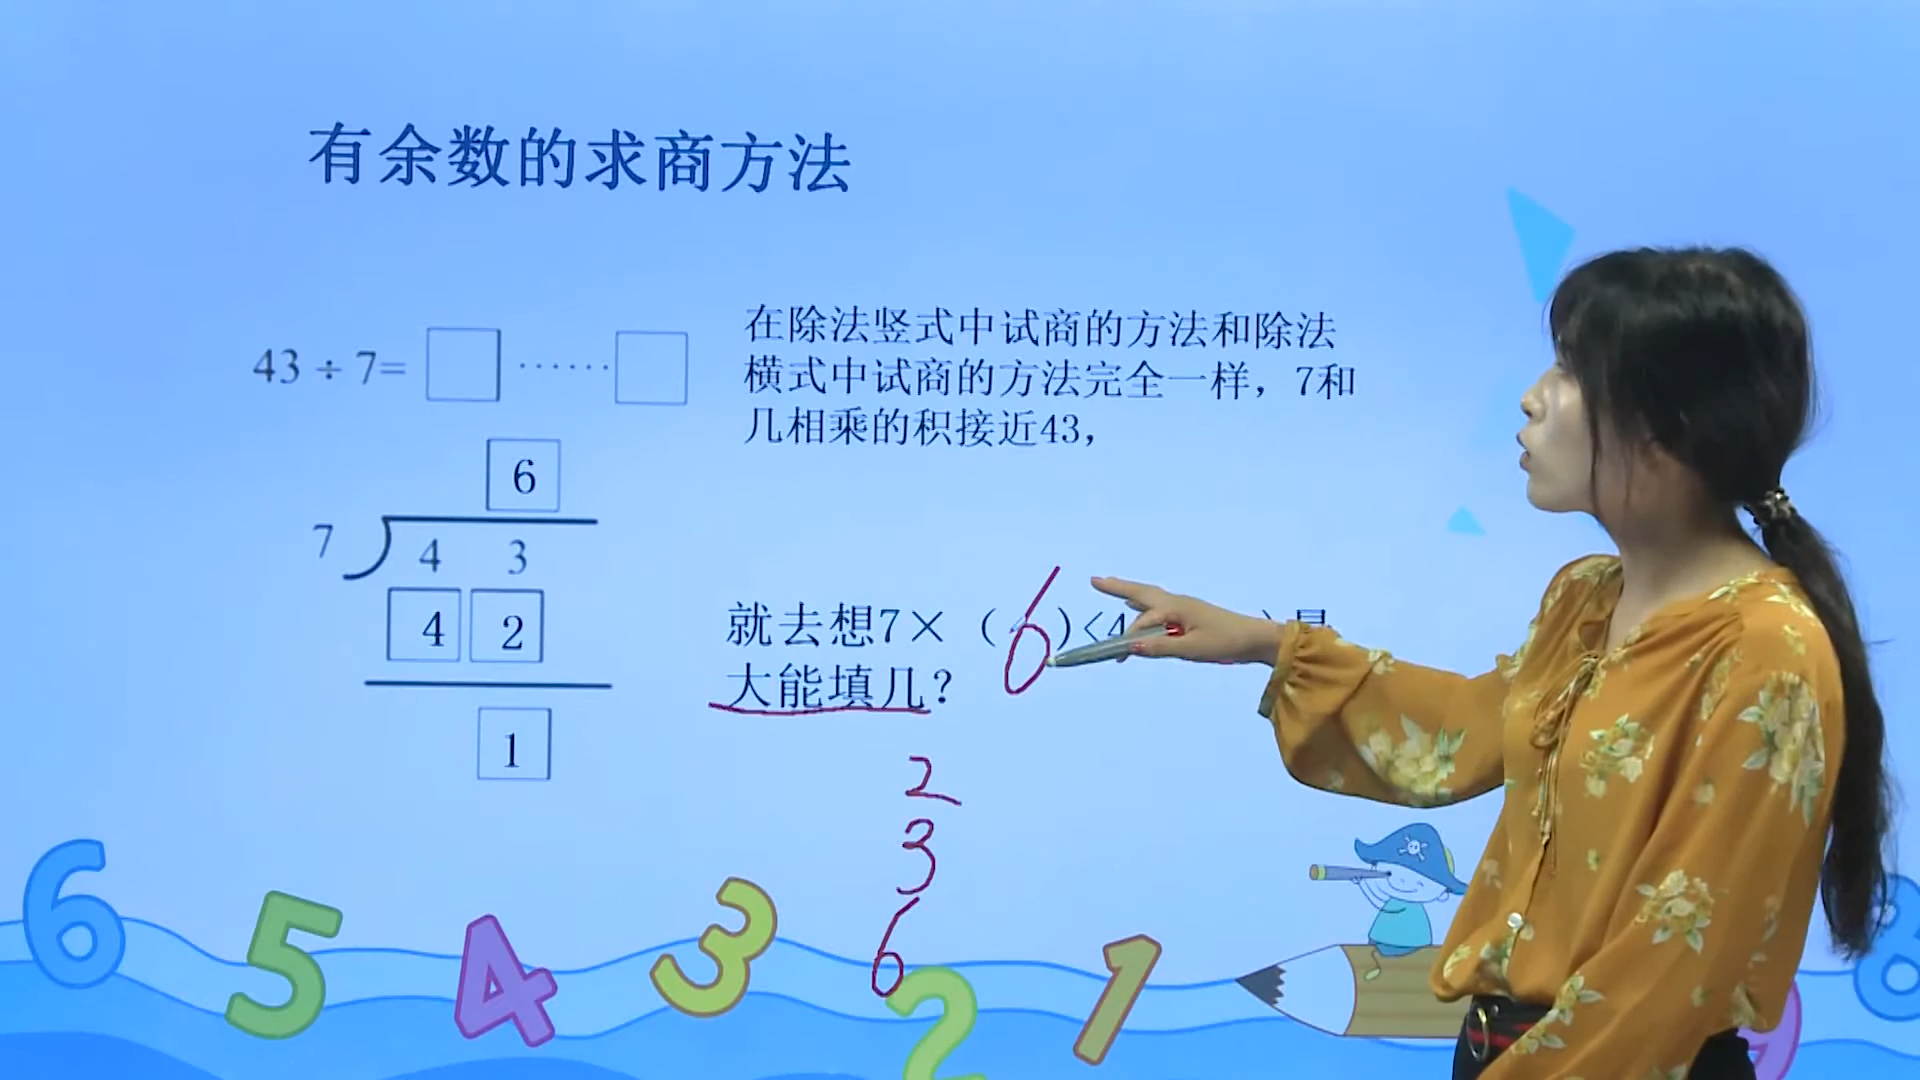 有余数的求商方法
43÷7=□……□
在除法竖式中试商的方法和除法
横式中试商的方法完全一样，7和
几相乘的积接近43，
6
7
4 3
4 2
1
就去想7×（6)<4
大能填几？
2
3
6
6 5 4 3 2 1
8
9